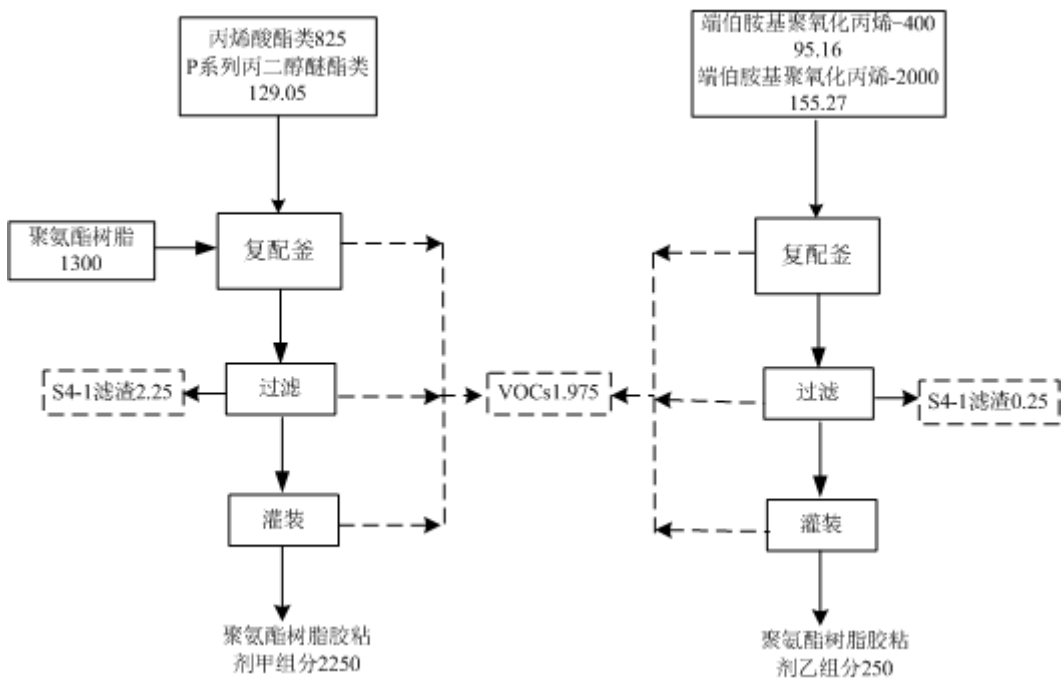 丙烯酸酯类825
P系列丙二醇醚酯类
129.05
端伯胺基聚氧化丙烯-400
95.16
端伯胺基聚氧化丙烯-2000
155.27
聚氨酯树脂
1300
复配釜
复配釜
S4-1滤渣2.25
过滤
VOCs1.975
过滤
S4-1滤渣0.25
灌装
灌装
聚氨酯树脂胶粘
剂甲组分2250
聚氨酯树脂胶粘
剂乙组分250